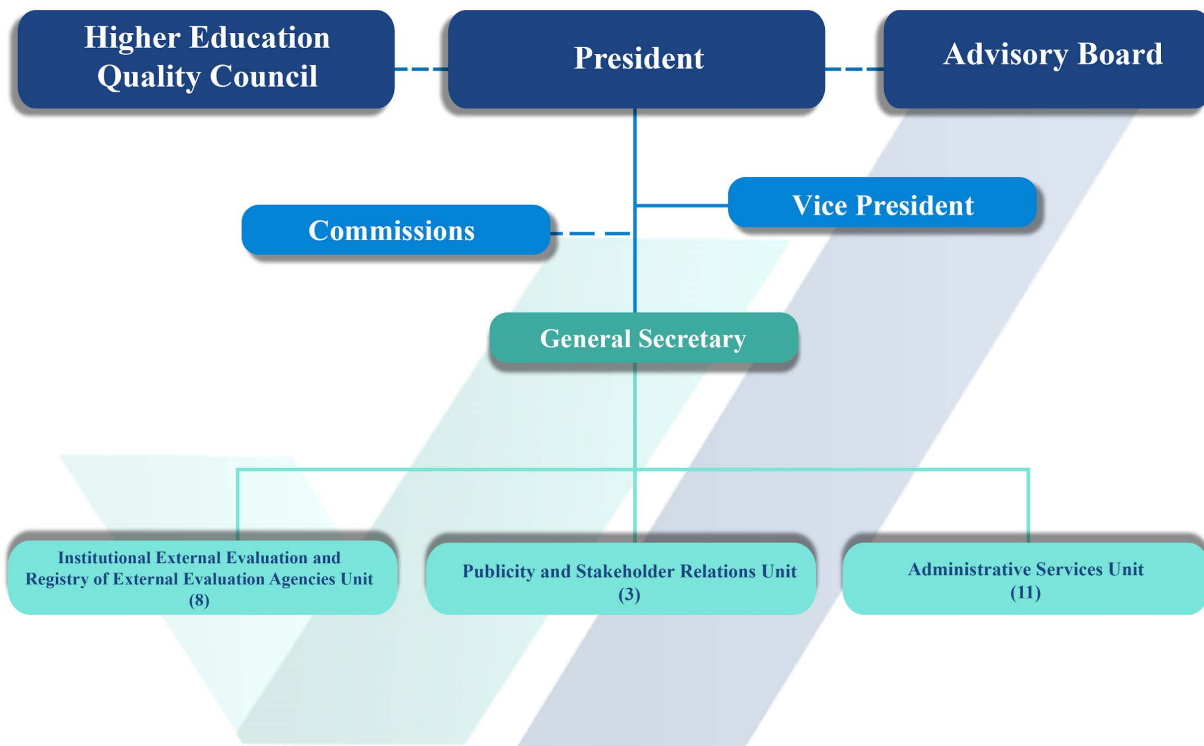 Higher Education
Quality Council
President
Advisory Board
Vice President
Commissions
General Secretary
Institutional External Evaluation and
Registry of External Evaluation Agencies Unit
(8)
Publicity and Stakeholder Relations Unit
(3)
Administrative Services Unit
(11)